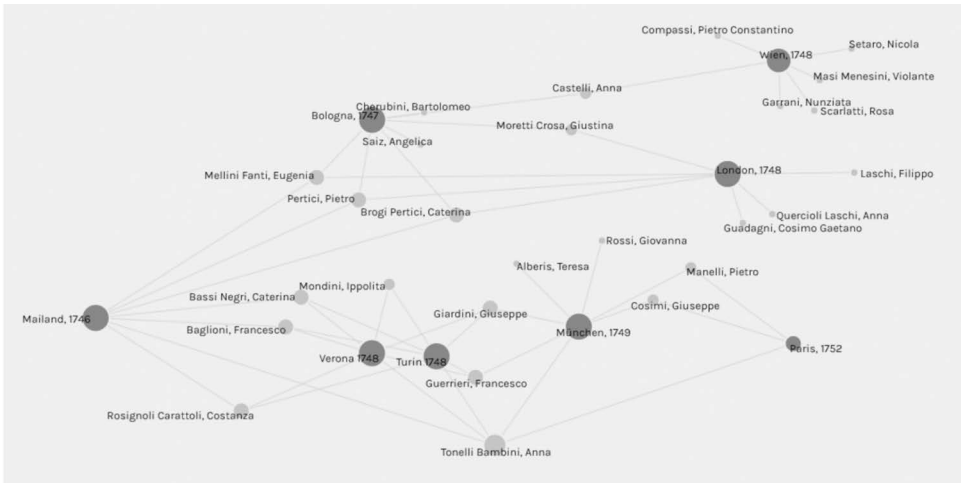 Compassi, Pietro Constantino
Setaro, Nicola
Wien, 1748
Masi Menesini, Violante
Castelli, Anna
Garrani, Nunziata
Scarlatti, Rosa
Cherubini, Bartolomeo
Bologna, 1747
Moretti Crosa, Giustina
Saiz, Angelica
Mellini Fanti, Eugenia
London, 1748
Laschi, Filippo
Pertici, Pietro
Brogi Pertici, Caterina
Quercioli Laschi, Anna
Guadagni, Cosimo Gaetano
Rossi, Giovanna
Alberis, Teresa
Manelli, Pietro
Mondini, Ippolita
Bassi Negri, Caterina
Cosimi, Giuseppe
Giardini, Giuseppe
Mailand, 1746
Baglioni, Francesco
München, 1749
Paris, 1752
Verona 1748
Turin 1748
Guerrieri, Francesco
Rosignoli Carattoli, Costanza
Tonelli Bambini, Anna